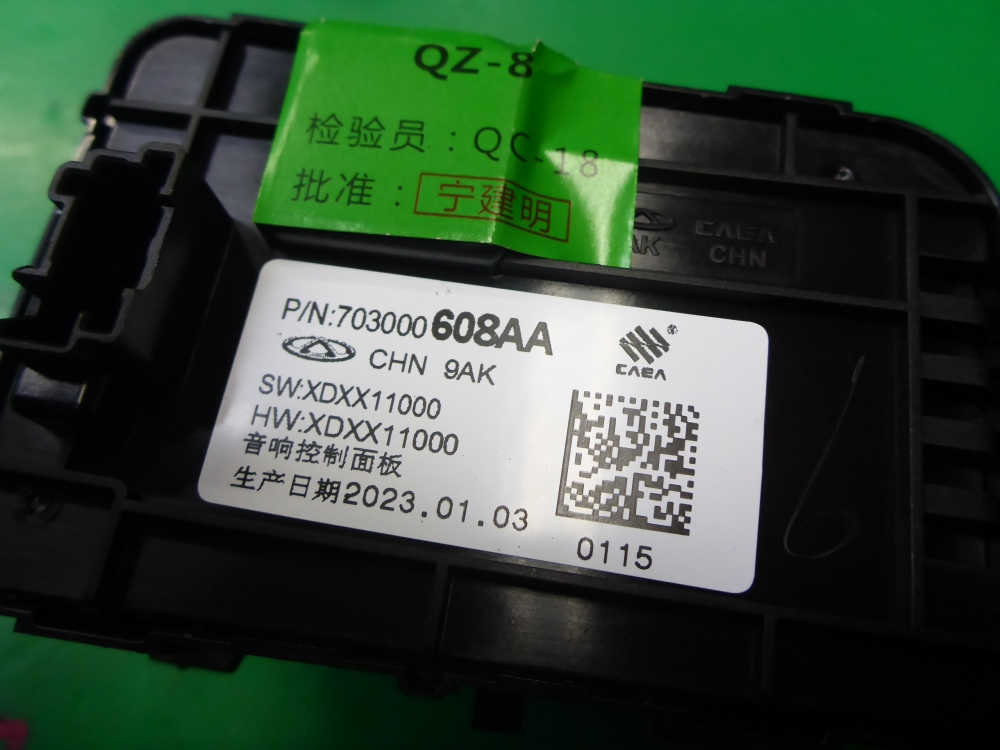 QZ-8
检验员：QC-18
批准：宁建明
AK
CAEA
CHN
P/N:703000608AA
CHN 9AK
CAEA
SW:XDXX11000
HW:XDXX11000
音响控制面板
生产日期2023.01.03
0115
6